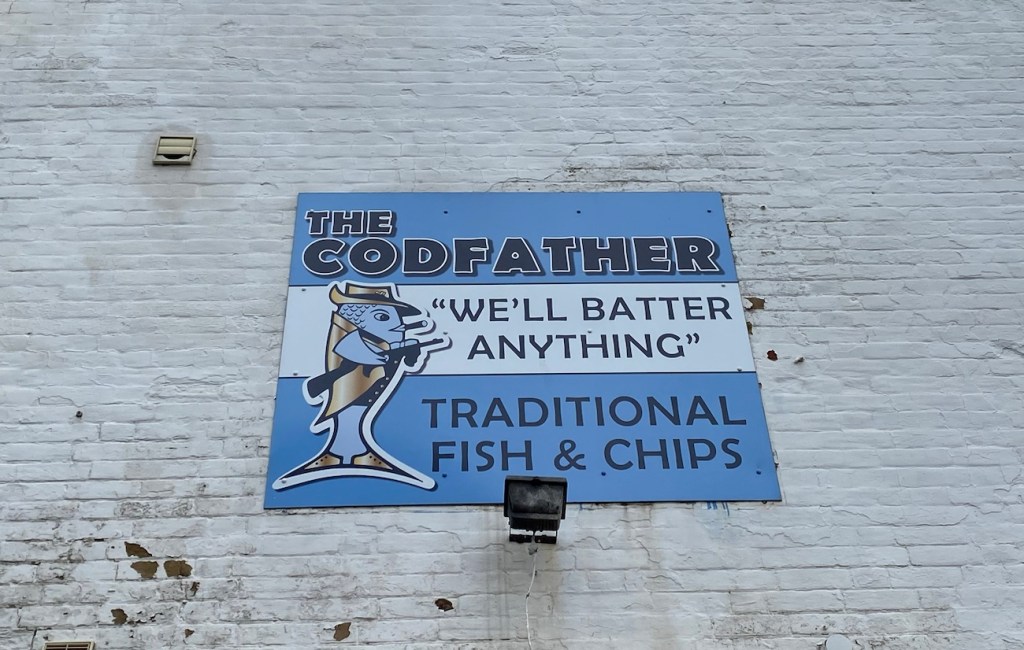 THE
CODFATHER
“WE’LL BATTER
ANYTHING”
TRADITIONAL
FISH & CHIPS